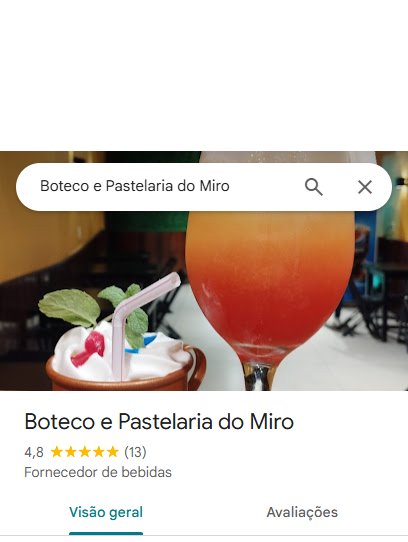 Boteco e Pastelaria do Miro
Boteco e Pastelaria do Miro
4,8 (13)
Fornecedor de bebidas
Visão geral
Avaliações